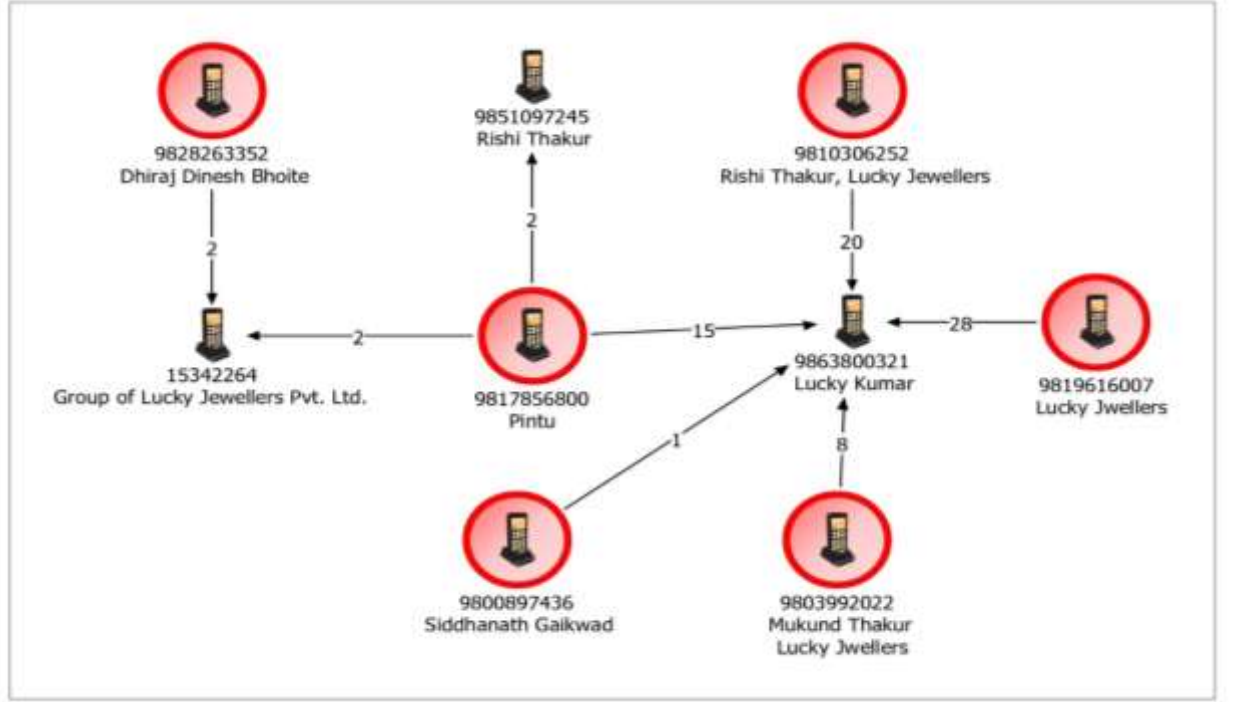 9851097245
Rishi Thakur
9828263352
Dhiraj Dinesh Bhoite
9810306252
Rishi Thakur, Lucky Jewellers
2
2
20
2
15
28
15342264
Group of Lucky Jewellers Pvt. Ltd.
9817856800
Pintu
9863800321
Lucky Kumar
9819616007
Lucky Jwellers
1
8
9800897436
Siddhanath Gaikwad
9803992022
Mukund Thakur
Lucky Jwellers